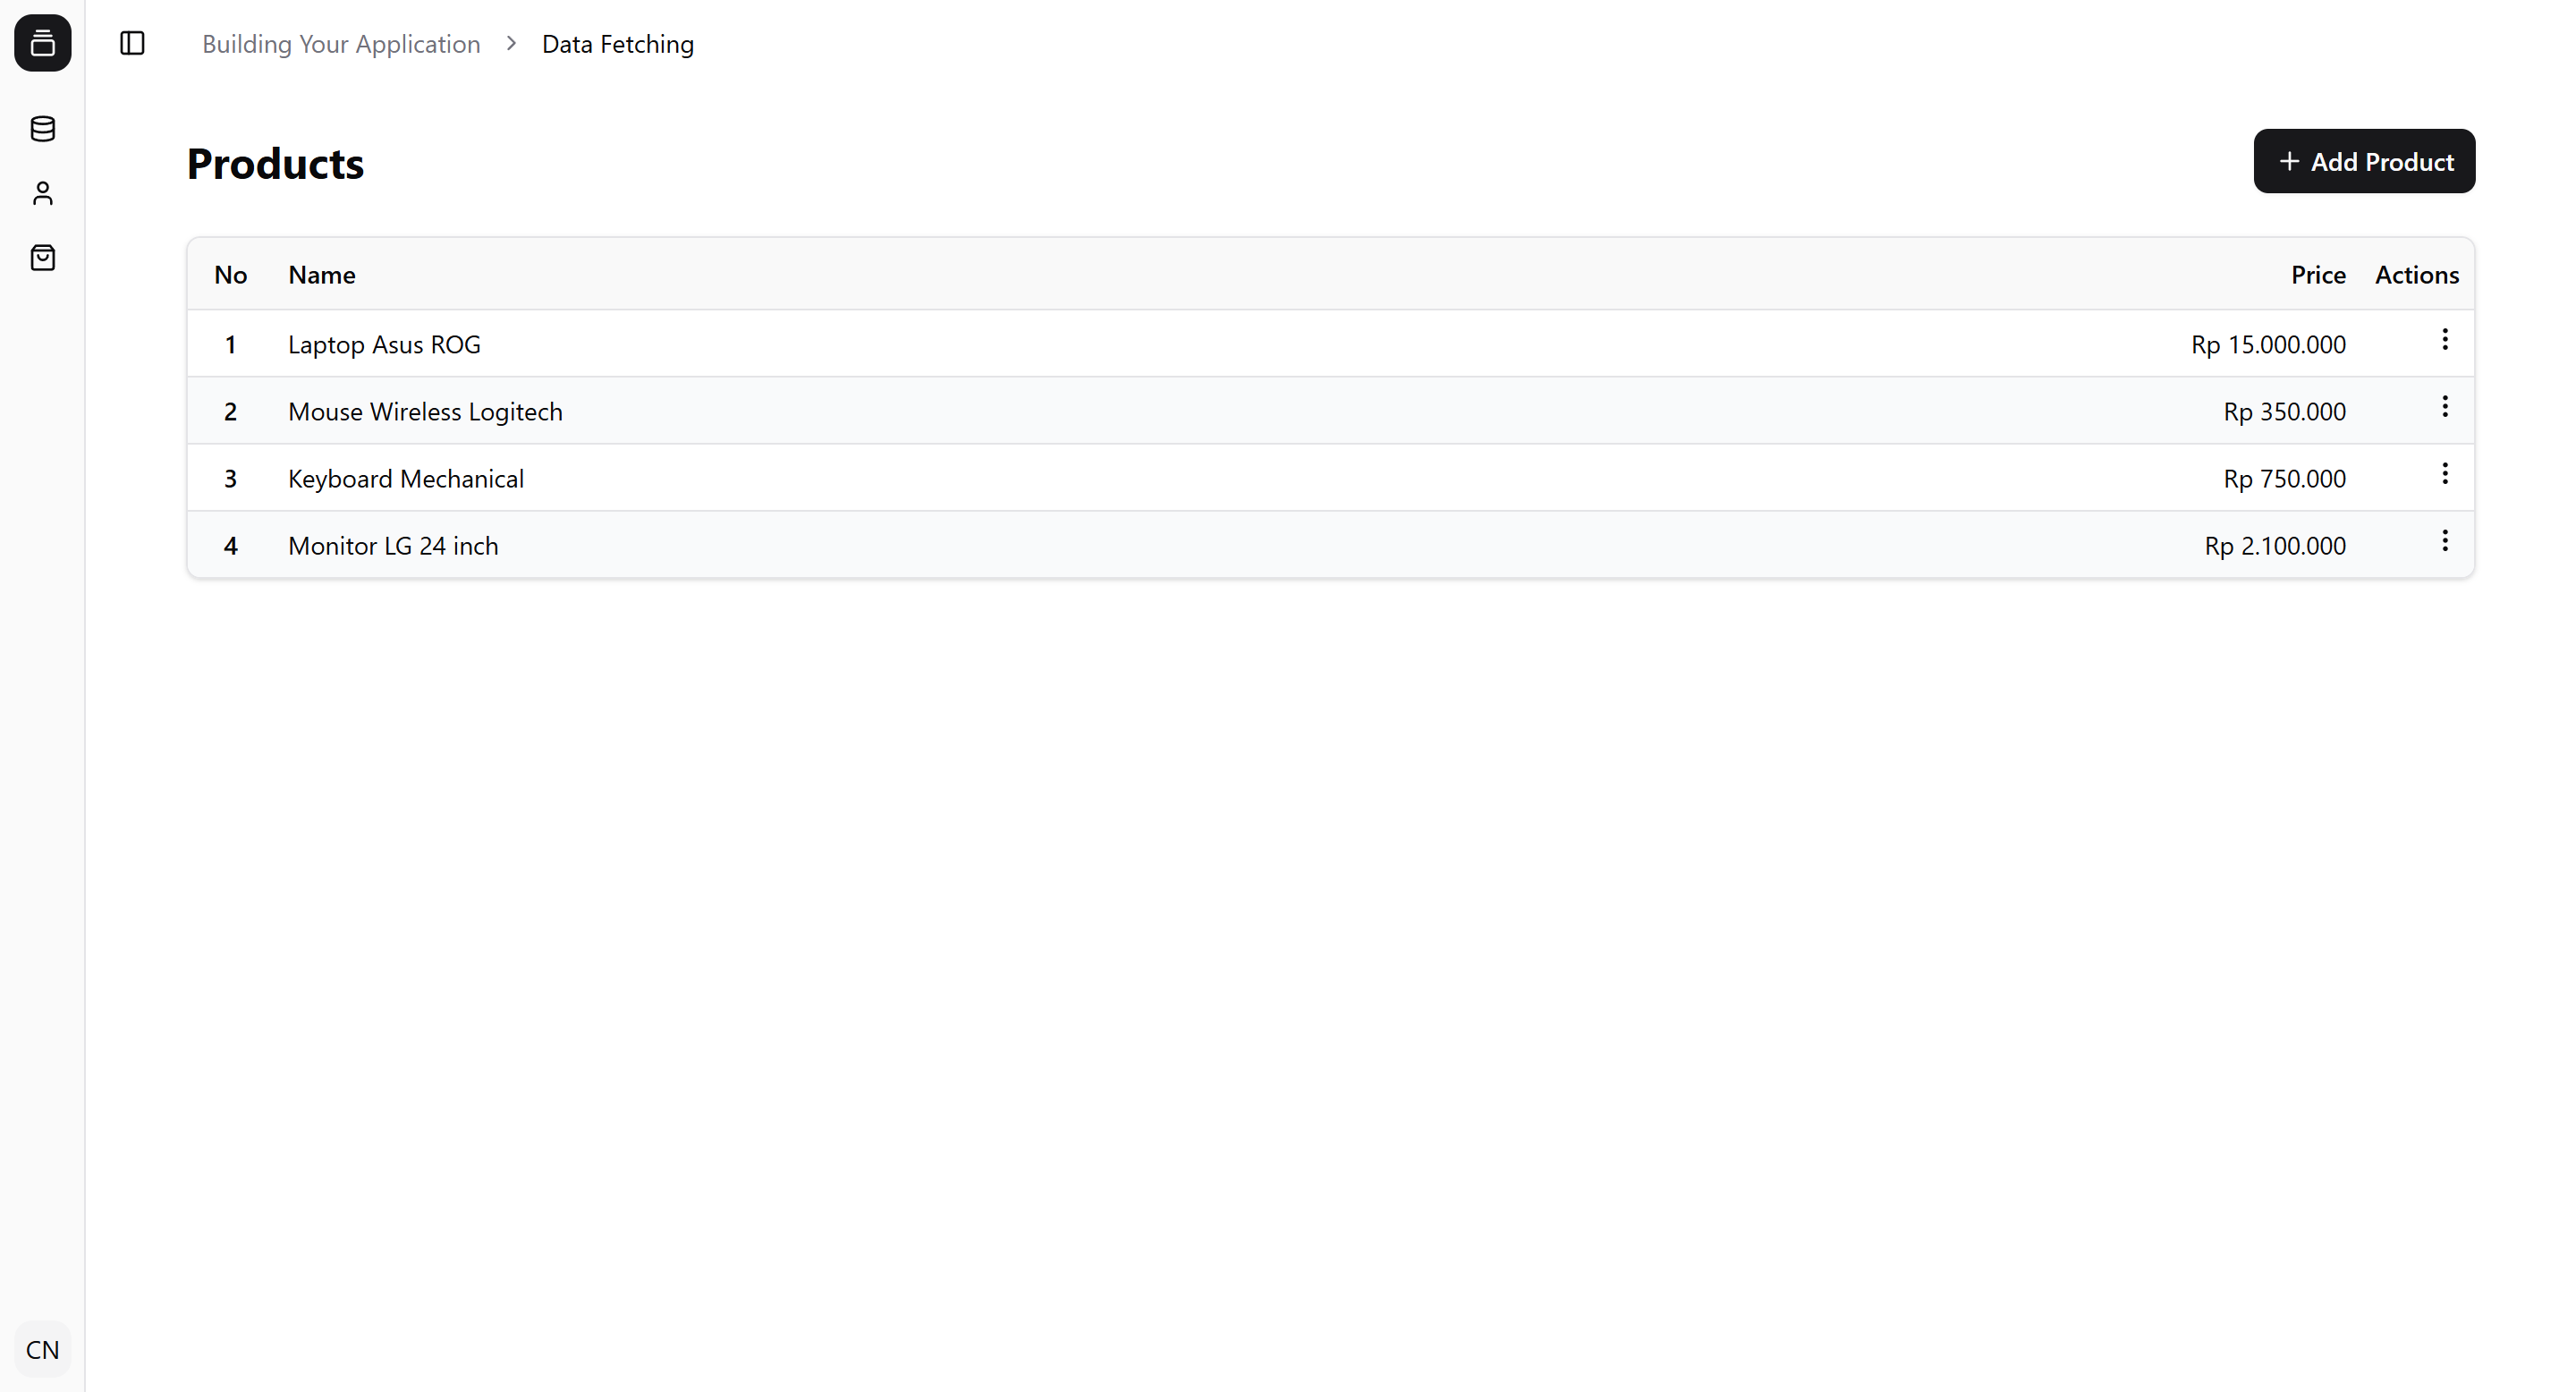 Building Your Application > Data Fetching
Products
+ Add Product
No Name Price Actions
1 Laptop Asus ROG Rp 15.000.000
2 Mouse Wireless Logitech Rp 350.000
3 Keyboard Mechanical Rp 750.000
4 Monitor LG 24 inch Rp 2.100.000
CN